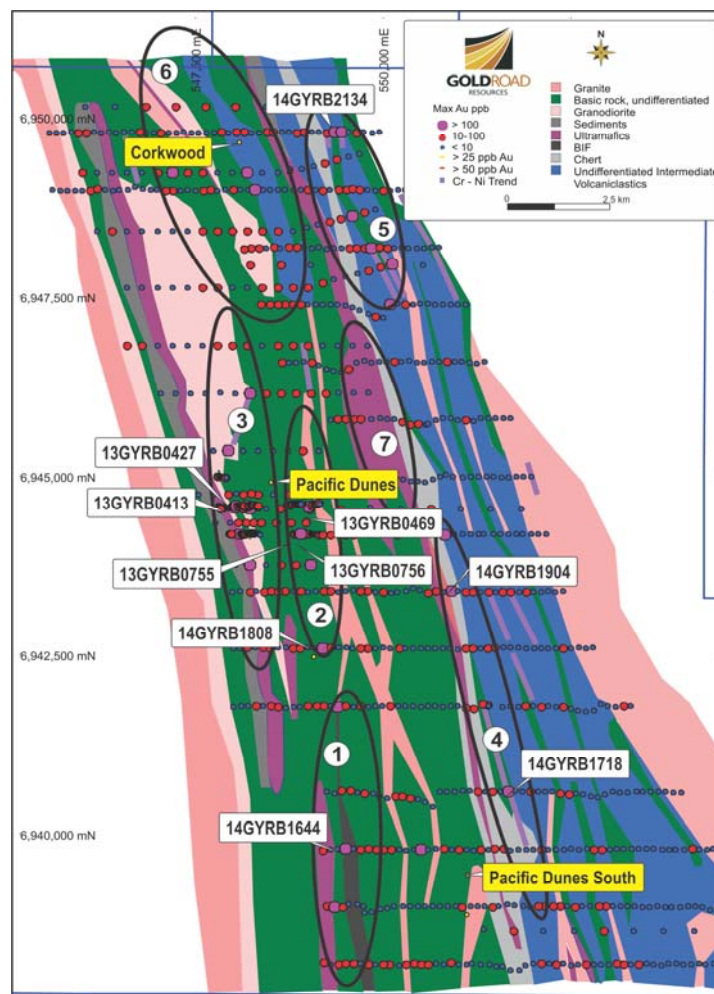 547,500 mE
550,000 mE
GOLDROAD
RESOURCES
N
Max Au ppb
> 100
10-100
< 10
> 25 ppb Au
> 50 ppb Au
Cr - Ni Trend
Granite
Basic rock, undifferentiated
Granodiorite
Sediments
Ultramafics
BIF
Chert
Undifferentiated Intermediate
Volcaniclastics
0
2.5 km
6
14GYRB2134
6,950,000 mN
Corkwood
5
6,947,500 mN
3
7
13GYRB0427
6,945,000 mN
Pacific Dunes
13GYRB0413
13GYRB0469
13GYRB0755
13GYRB0756
14GYRB1904
2
14GYRB1808
6,942,500 mN
1
4
14GYRB1718
14GYRB1644
6,940,000 mN
Pacific Dunes South